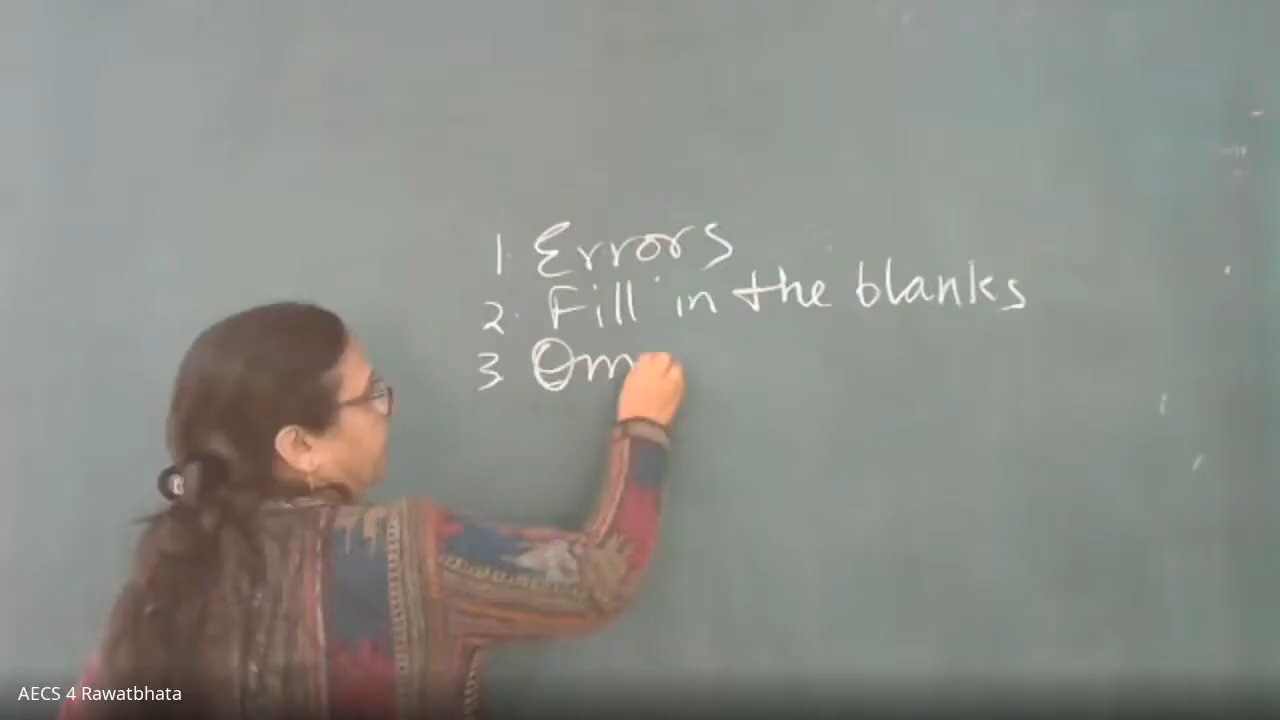 1. Errors
2. Fill in the blanks
3 Om
AECS 4 Rawatbhata